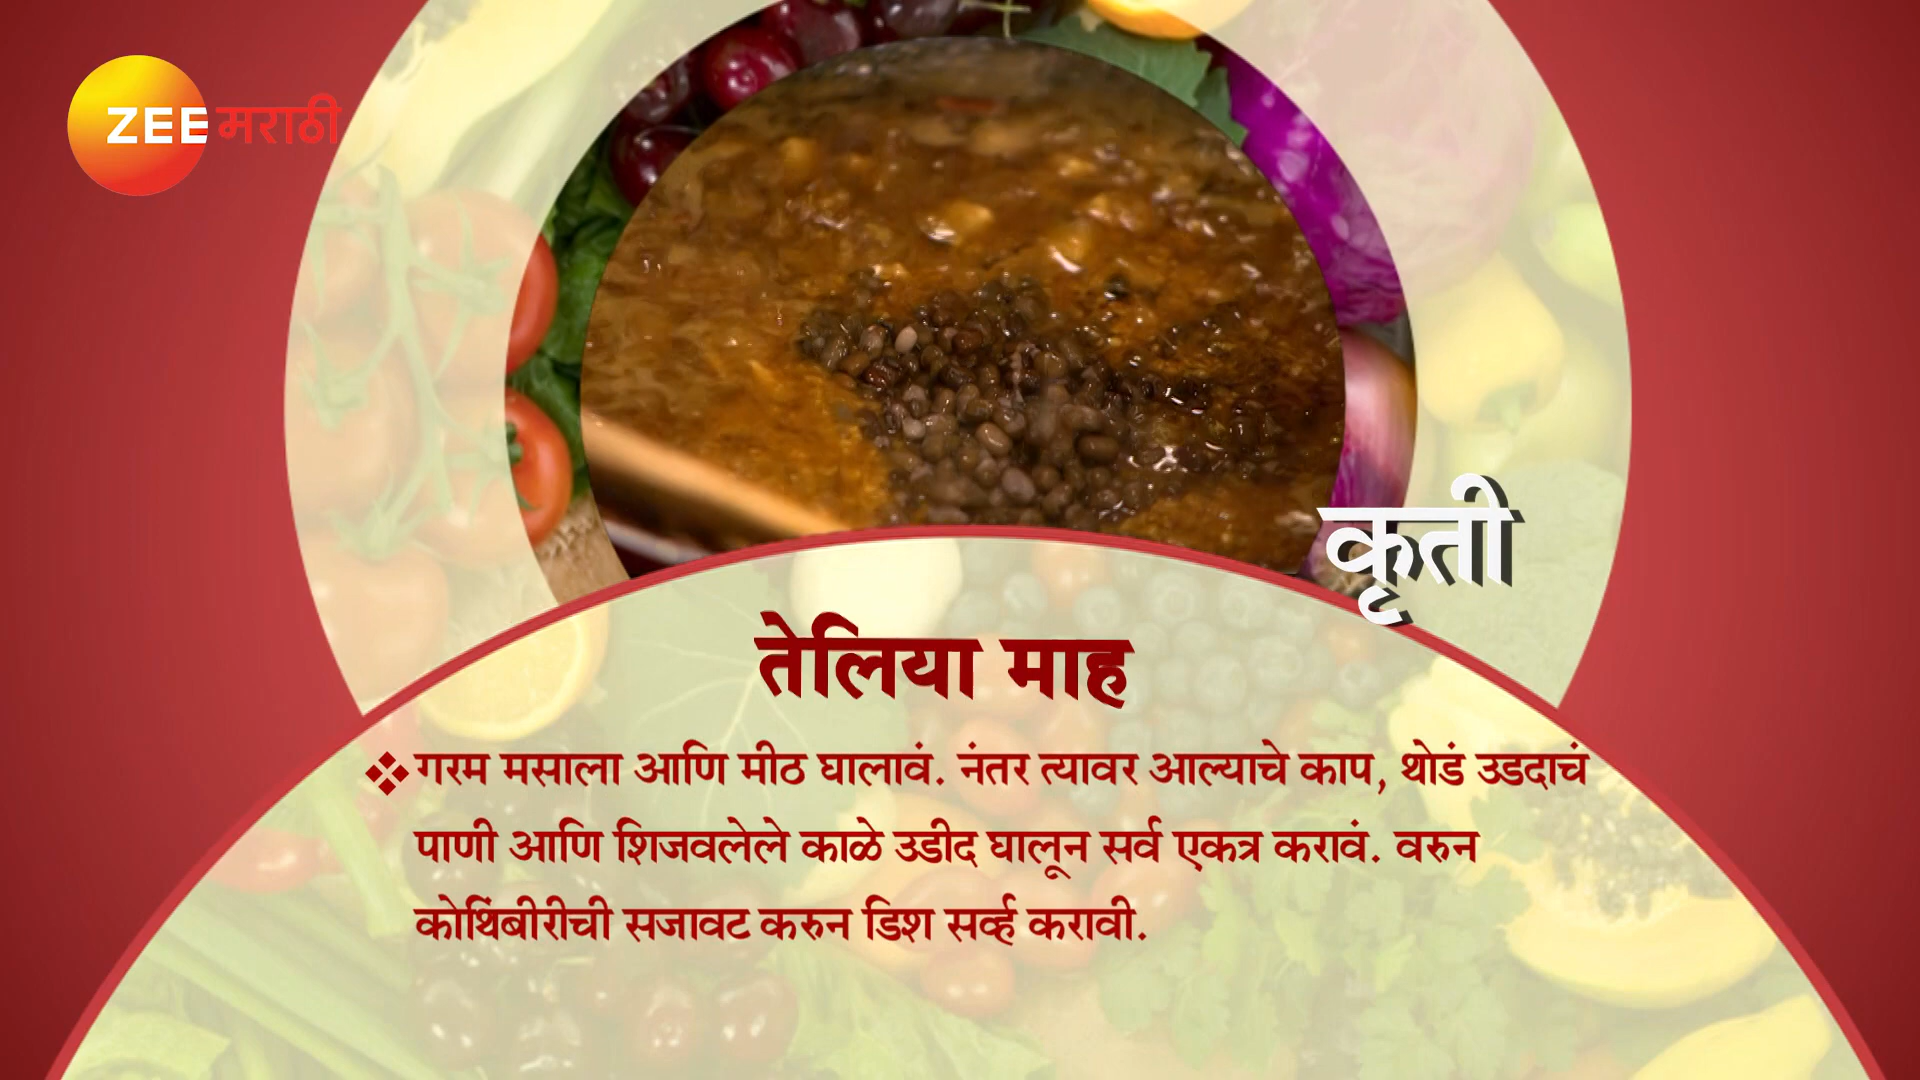 ZEE मराठी
कृती
तेलिया माह
❖ गरम मसाला आणि मीठ घालावं. नंतर त्यावर आल्याचे काप, थोडं उडदाचं
पाणी आणि शिजवलेले काळे उडीद घालून सर्व एकत्र करावं. वरुन
कोथिंबीरीची सजावट करुन डिश सर्व्ह करावी.